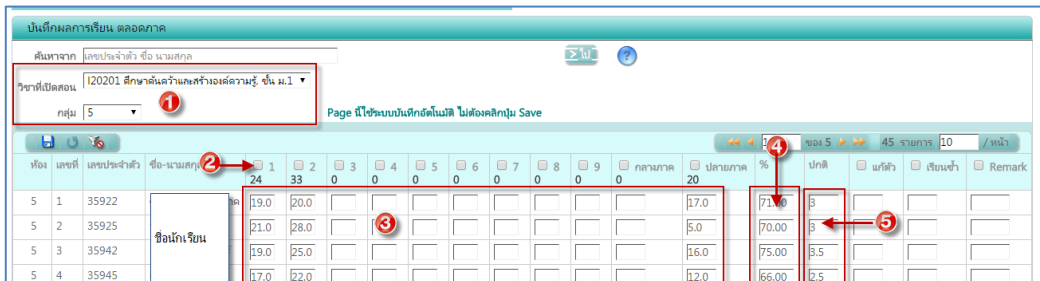 บันทึกผลการเรียน ตลอดภาค
ค้นหาจาก เลขประจำตัว ชื่อ นามสกุล ไป ?
วิชาที่เปิดสอน I20201 ศึกษาค้นคว้าและสร้างองค์ความรู้, ชั้น ม.1
1
กลุ่ม 5 Page นี้ใช้ระบบบันทึกอัตโนมัติ ไม่ต้องคลิกปุ่ม Save
1 ของ 5 45 รายการ 10 / หน้า
ห้อง เลขที่ เลขประจำตัว ชื่อ-นามสกุล 2 1 2 3 4 5 6 7 8 9 กลางภาค ปลายภาค % 4 ปกติ แก้ตัว เรียนซ้ำ Remark
24 33 0 0 0 0 0 0 0 0 20
5 1 35922 19.0 20.0 17.0 71.00 3
5 2 35925 21.0 28.0 3 5.0 70.00 3 5
ชื่อนักเรียน
5 3 35942 19.0 25.0 16.0 75.00 3.5
5 4 35945 17.0 22.0 12.0 66.00 2.5